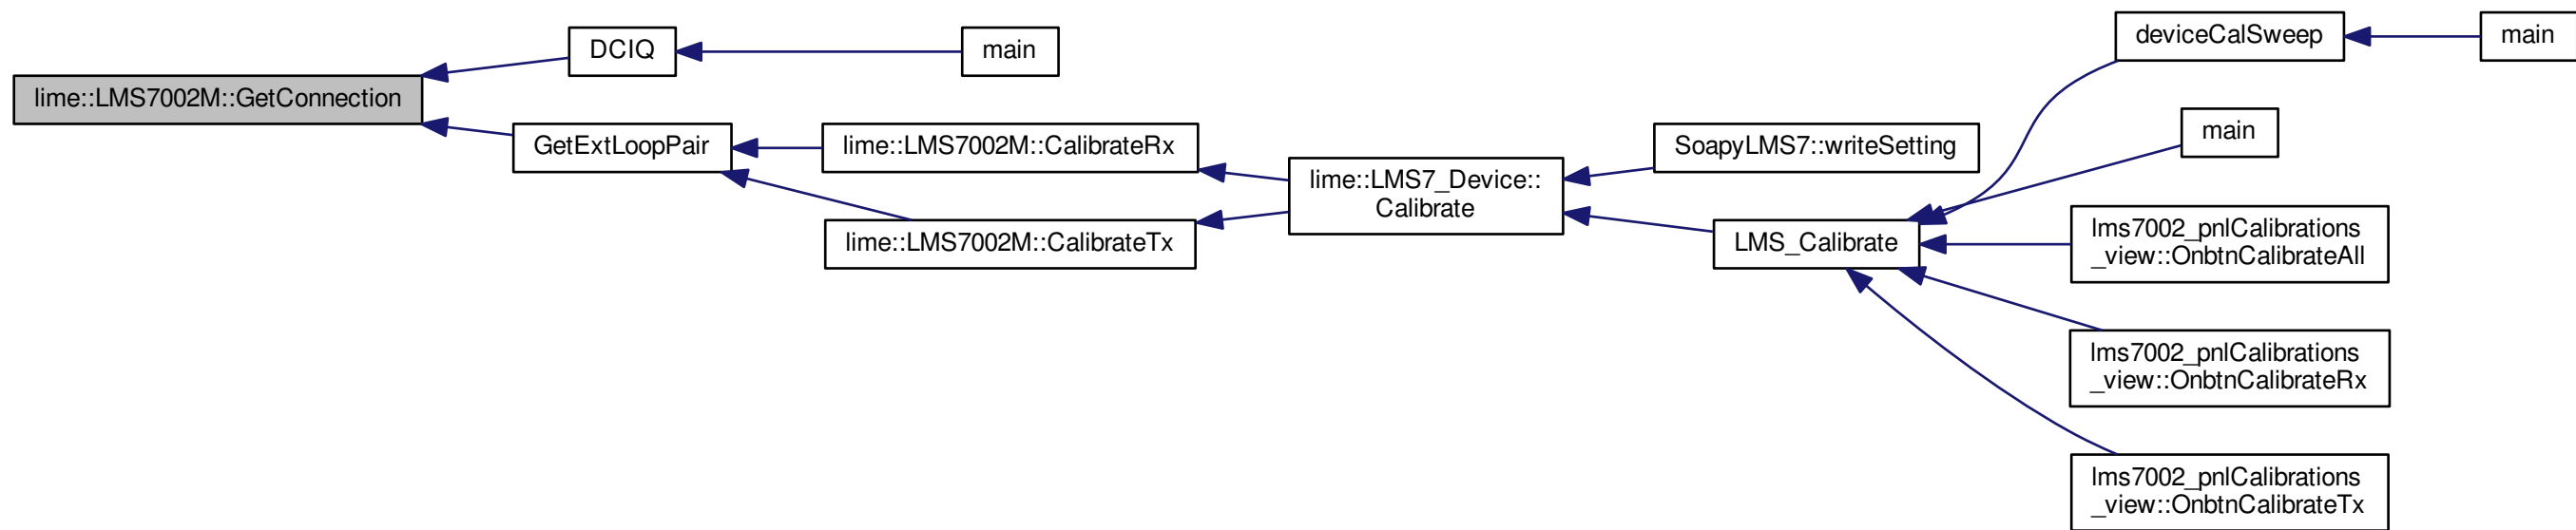 lime::LMS7002M::GetConnection
DCIQ
main
GetExtLoopPair
lime::LMS7002M::CalibrateRx
lime::LMS7002M::CalibrateTx
lime::LMS7_Device::
Calibrate
SoapyLMS7::writeSetting
LMS_Calibrate
deviceCalSweep
main
main
lms7002_pnlCalibrations
_view::OnbtnCalibrateAll
lms7002_pnlCalibrations
_view::OnbtnCalibrateRx
lms7002_pnlCalibrations
_view::OnbtnCalibrateTx